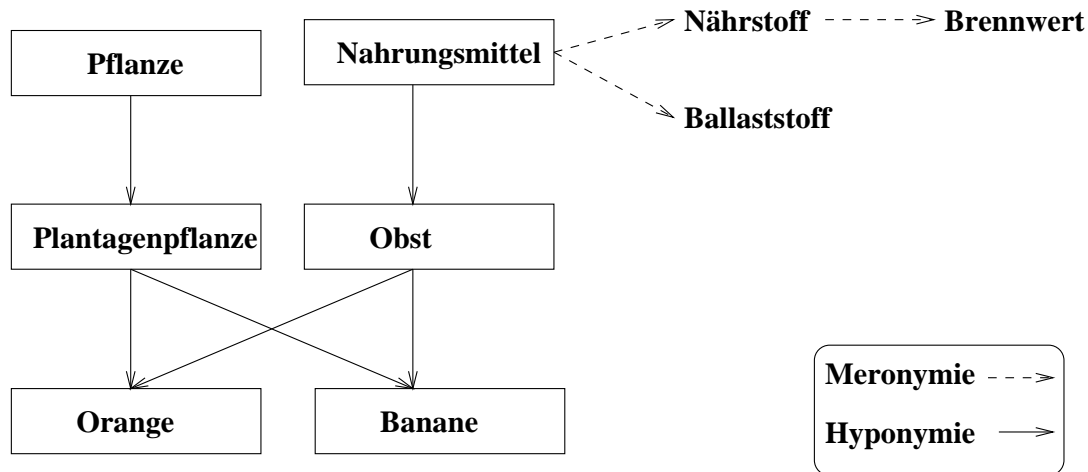 Nährstoff
Brennwert
Pflanze
Nahrungsmittel
Ballaststoff
Plantagenpflanze
Obst
Orange
Banane
Meronymie
Hyponymie